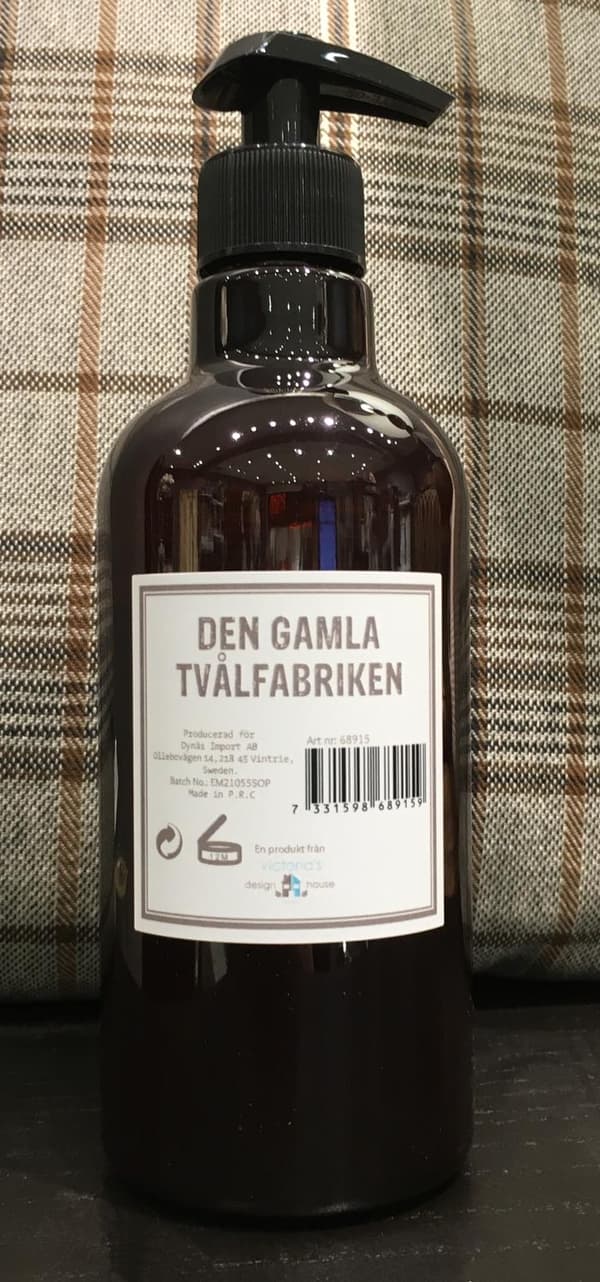 DEN GAMLA
TVÅLFABRIKEN
Producerad för
Dynäs Import AB
Ollebovägen 14, 218 45 Vintrie,
Sweden.
Batch No.: EM21055SOP
Made in P.R.C
Art nr: 68915
7 331598 689159
12M
En produkt från
victoria's
design house